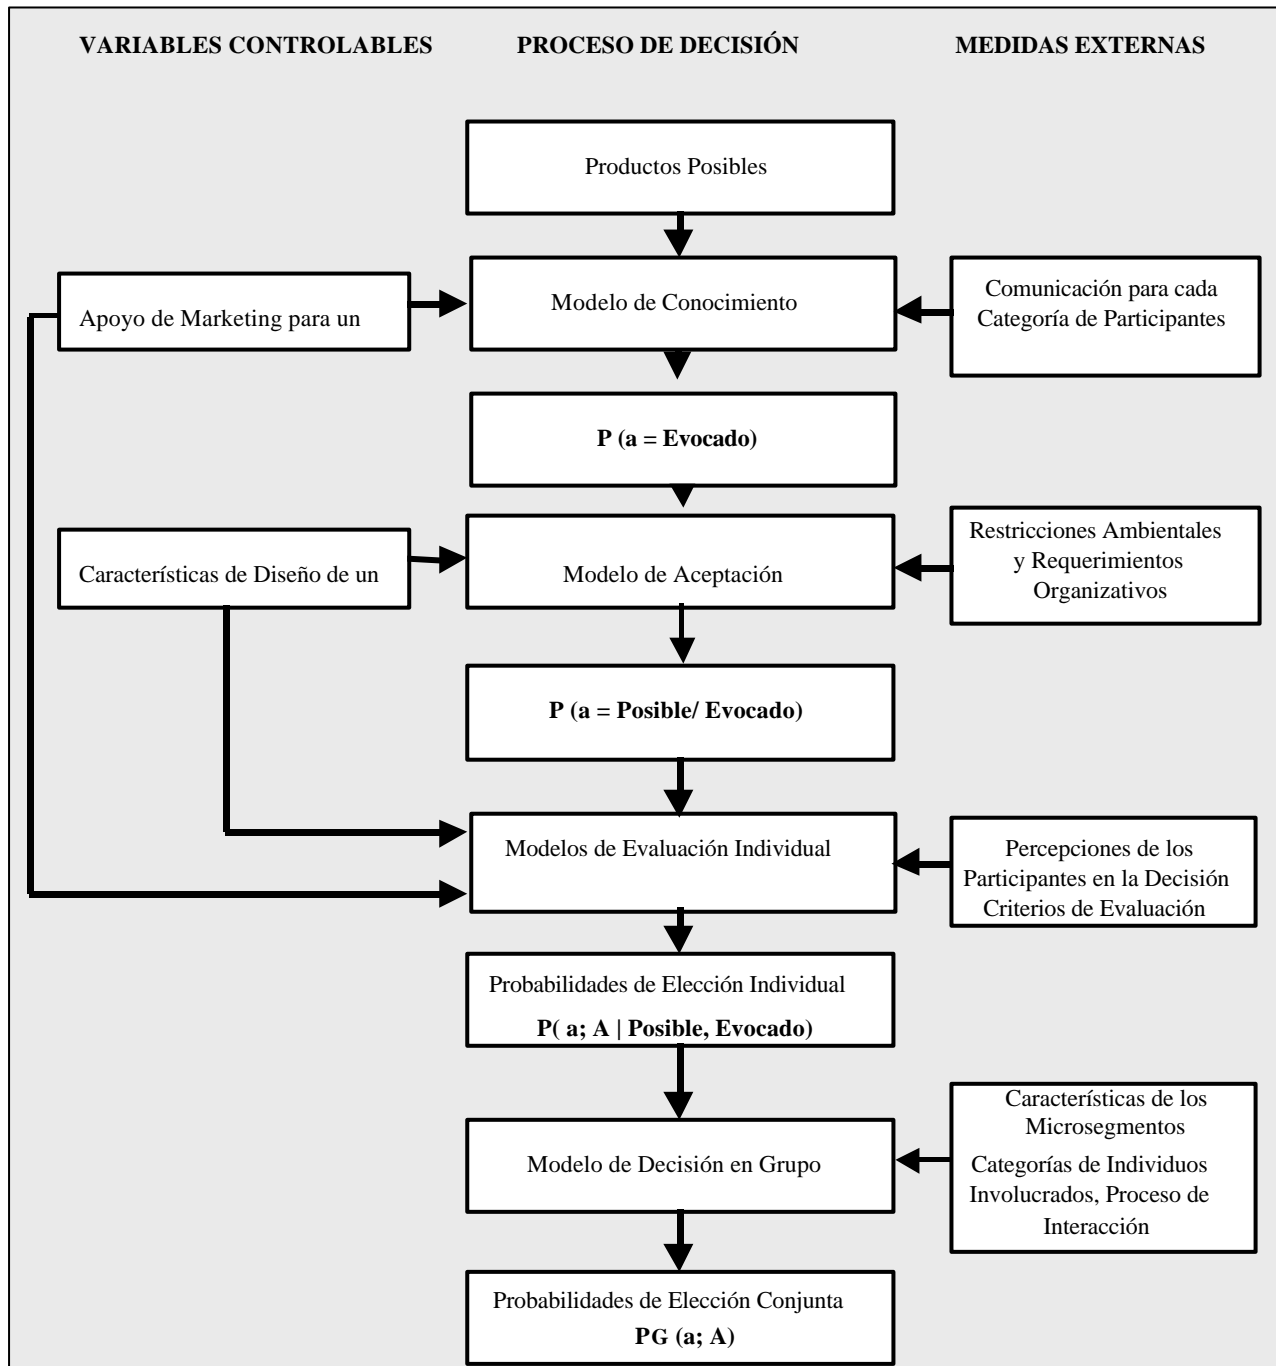 VARIABLES CONTROLABLES
PROCESO DE DECISIÓN
MEDIDAS EXTERNAS
Productos Posibles
Apoyo de Marketing para un
Modelo de Conocimiento
Comunicación para cada
Categoría de Participantes
P (a = Evocado)
Características de Diseño de un
Modelo de Aceptación
Restricciones Ambientales
y Requerimientos
Organizativos
P (a = Posible/ Evocado)
Modelos de Evaluación Individual
Percepciones de los
Participantes en la Decisión
Criterios de Evaluación
Probabilidades de Elección Individual
P( a; A | Posible, Evocado)
Modelo de Decisión en Grupo
Características de los
Microsegmentos
Categorías de Individuos
Involucrados, Proceso de
Interacción
Probabilidades de Elección Conjunta
PG (a; A)